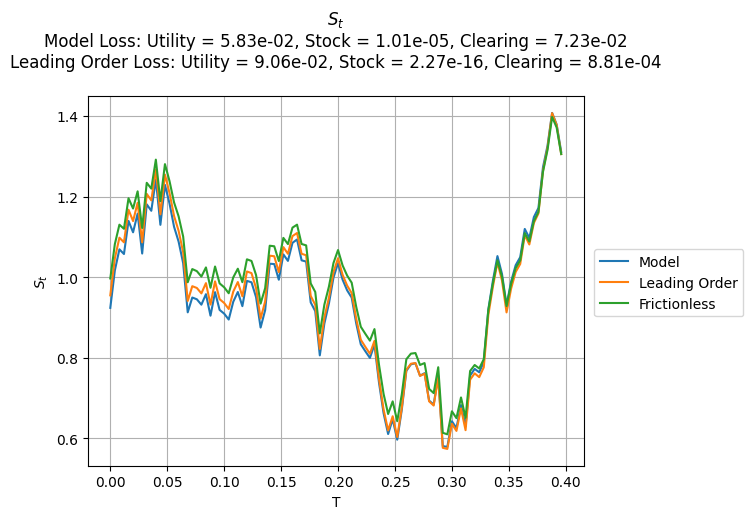 S_t
Model Loss: Utility = 5.83e-02, Stock = 1.01e-05, Clearing = 7.23e-02
Leading Order Loss: Utility = 9.06e-02, Stock = 2.27e-16, Clearing = 8.81e-04
1.4
1.2
1.0
0.8
0.6
S_t
0.00 0.05 0.10 0.15 0.20 0.25 0.30 0.35 0.40
T
Model
Leading Order
Frictionless